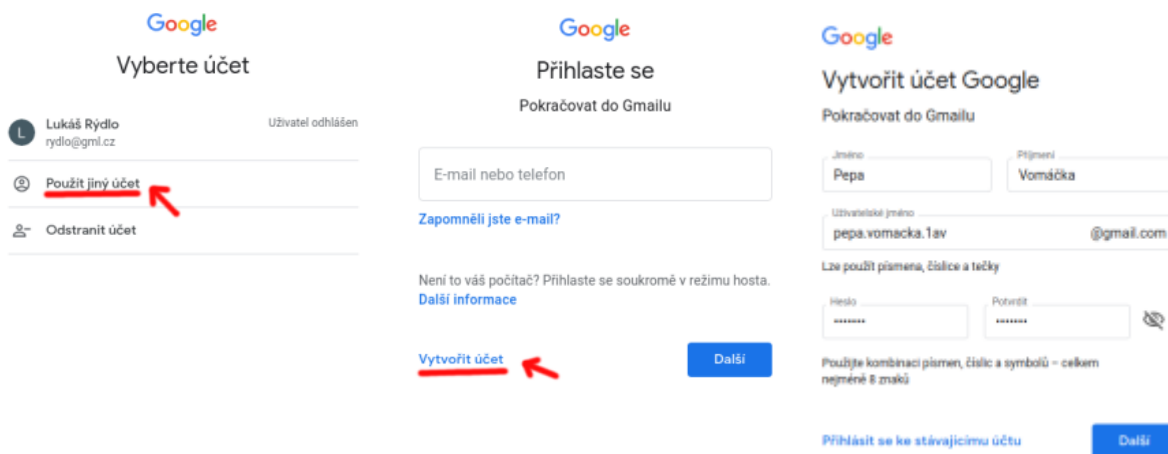 Google
Vyberte účet
L
Lukáš Rýdlo
Uživatel odhlášen
rydlo@gml.cz
Použít jiný účet
Odstranit účet
Google
Přihlaste se
Pokračovat do Gmailu
E-mail nebo telefon
Zapomněli jste e-mail?
Není to váš počítač? Přihlaste se soukromě v režimu hosta.
Další informace
Vytvořit účet
Další
Google
Vytvořit účet Google
Pokračovat do Gmailu
Jméno
Příjmení
Pepa
Vomáčka
Uživatelské jméno
pepa.vomacka.1av
@gmail.com
Lze použít písmena, číslice a tečky
Heslo
Potvrdit
Použijte kombinaci písmen, číslic a symbolů – celkem
nejméně 8 znaků
Přihlásit se ke stávajícímu účtu
Další